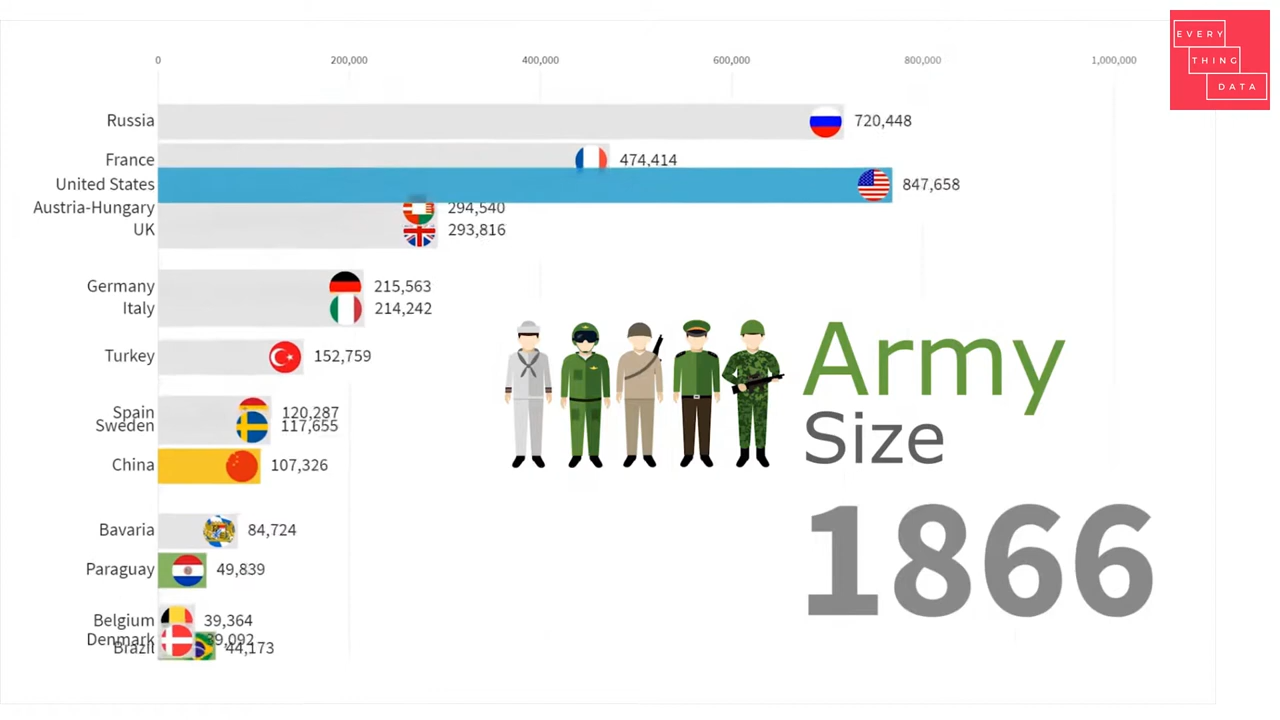 EVERY
THING
DATA
0 200,000 400,000 600,000 800,000 1,000,000
Russia 720,448
France 474,414
United States 847,658
Austria-Hungary 294,540
UK 293,816
Germany 215,563
Italy 214,242
Turkey 152,759
Spain 120,287
Sweden 117,655
China 107,326
Bavaria 84,724
Paraguay 49,839
Belgium 39,364
Denmark 39,092
Brazil 44,173
Army
Size
1866